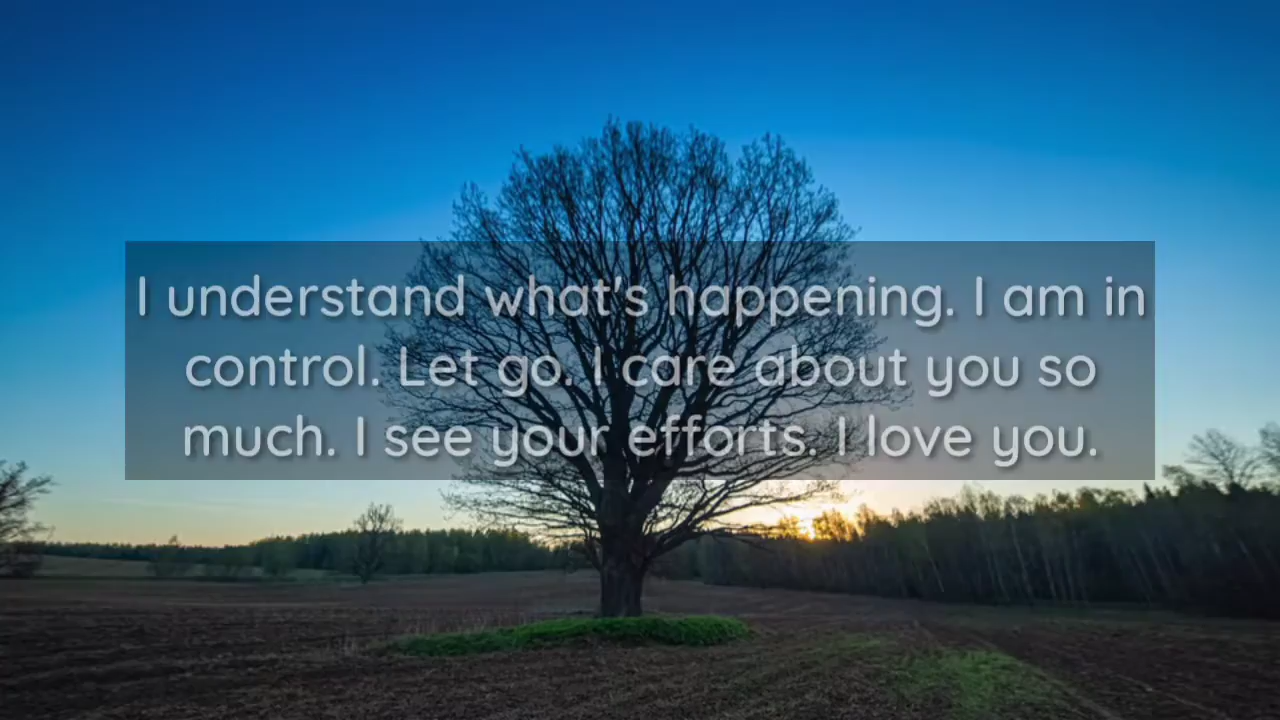 I understand what's happening. I am in
control. Let go. I care about you so
much. I see your efforts. I love you.